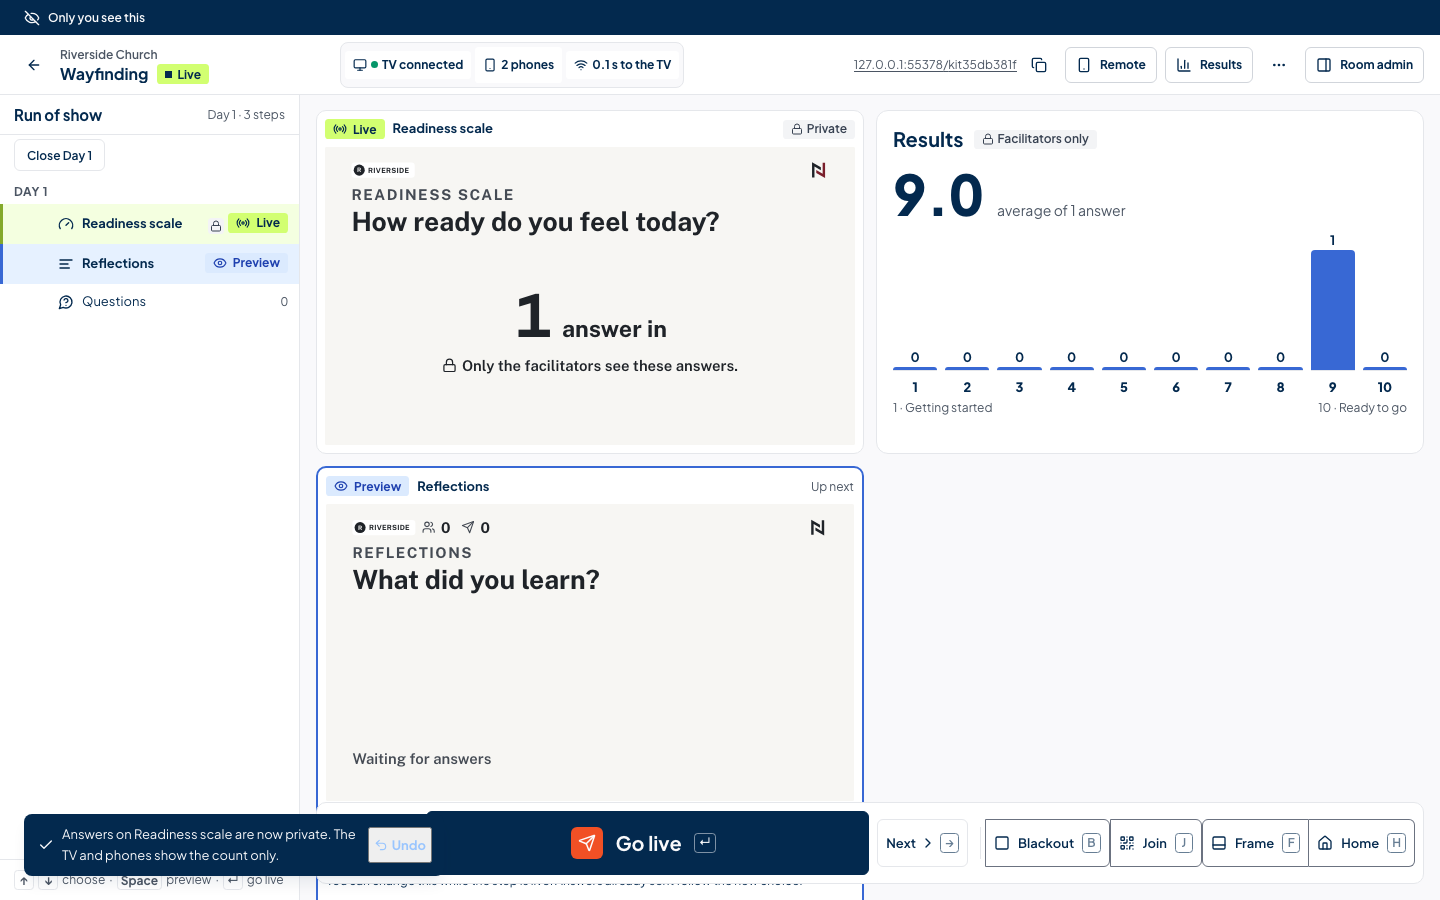 Only you see this
Riverside Church
Wayfinding
Live
TV connected
2 phones
0.1 s to the TV
127.0.0.1:55378/kit35db381f
Remote
Results
Room admin
Run of show
Day 1 · 3 steps
Close Day 1
DAY 1
Readiness scale
Live
Reflections
Preview
Questions
0
Live
Readiness scale
Private
R RIVERSIDE
READINESS SCALE
How ready do you feel today?
1 answer in
Only the facilitators see these answers.
Results
Facilitators only
9.0 average of 1 answer
1
0 0 0 0 0 0 0 0 0
1 2 3 4 5 6 7 8 9 10
1 · Getting started
10 · Ready to go
Preview
Reflections
Up next
R RIVERSIDE
0
0
REFLECTIONS
What did you learn?
Waiting for answers
Answers on Readiness scale are now private. The
TV and phones show the count only.
Undo
Go live
Next
Blackout B
Join J
Frame F
Home H
choose · Space preview · go live